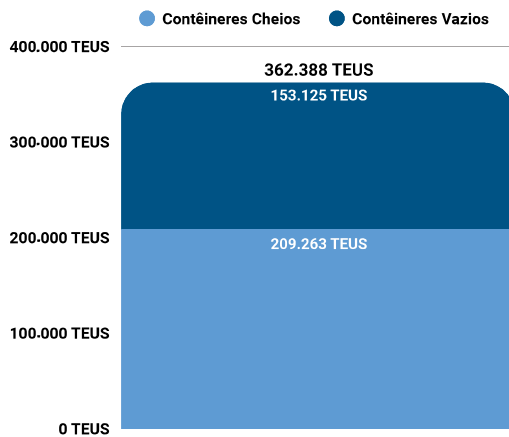 Contêineres Cheios
Contêineres Vazios
400.000 TEUS
362.388 TEUS
153.125 TEUS
300.000 TEUS
200.000 TEUS
209.263 TEUS
100.000 TEUS
0 TEUS